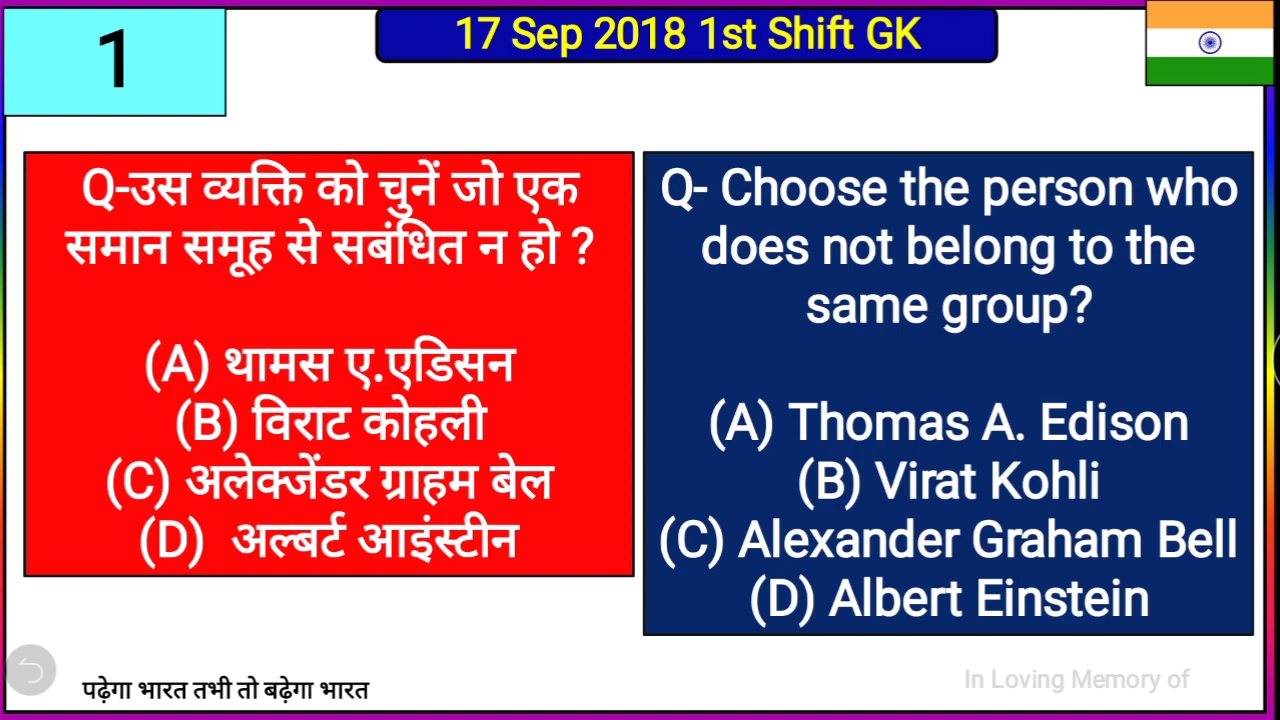 1
17 Sep 2018 1st Shift GK
Q-उस व्यक्ति को चुनें जो एक
समान समूह से सबंधित न हो ?
(A) थामस ए.एडिसन
(B) विराट कोहली
(C) अलेक्जेंडर ग्राहम बेल
(D) अल्बर्ट आइंस्टीन
Q- Choose the person who
does not belong to the
same group?
(A) Thomas A. Edison
(B) Virat Kohli
(C) Alexander Graham Bell
(D) Albert Einstein
पढ़ेगा भारत तभी तो बढ़ेगा भारत
In Loving Memory of